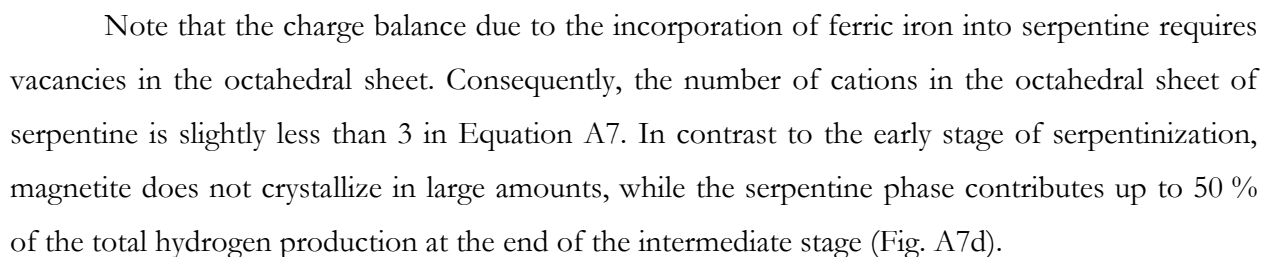 Note that the charge balance due to the incorporation of ferric iron into serpentine requires
vacancies in the octahedral sheet. Consequently, the number of cations in the octahedral sheet of
serpentine is slightly less than 3 in Equation A7. In contrast to the early stage of serpentinization,
magnetite does not crystallize in large amounts, while the serpentine phase contributes up to 50 %
of the total hydrogen production at the end of the intermediate stage (Fig. A7d).